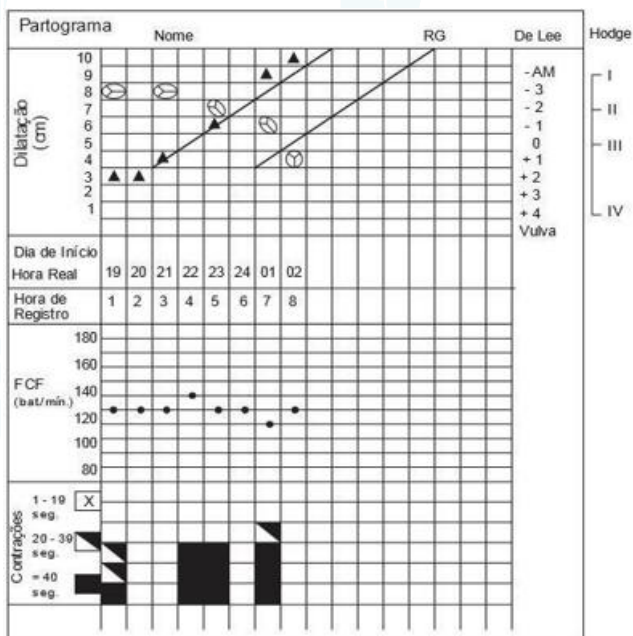 Partograma
Nome RG De Lee Hodge
Dilatação
(cm)
10
9
8
7
6
5
4
3
2
1
- AM
- 3
- 2
- 1
0
+ 1
+ 2
+ 3
+ 4
Vulva
I
II
III
IV
Dia de Início
Hora Real 19 20 21 22 23 24 01 02
Hora de
Registro 1 2 3 4 5 6 7 8
FCF
(bat/mín.)
180
160
140
120
100
80
Contrações
1 - 19 X
seg.
20 - 39
seg.
= 40
seg.